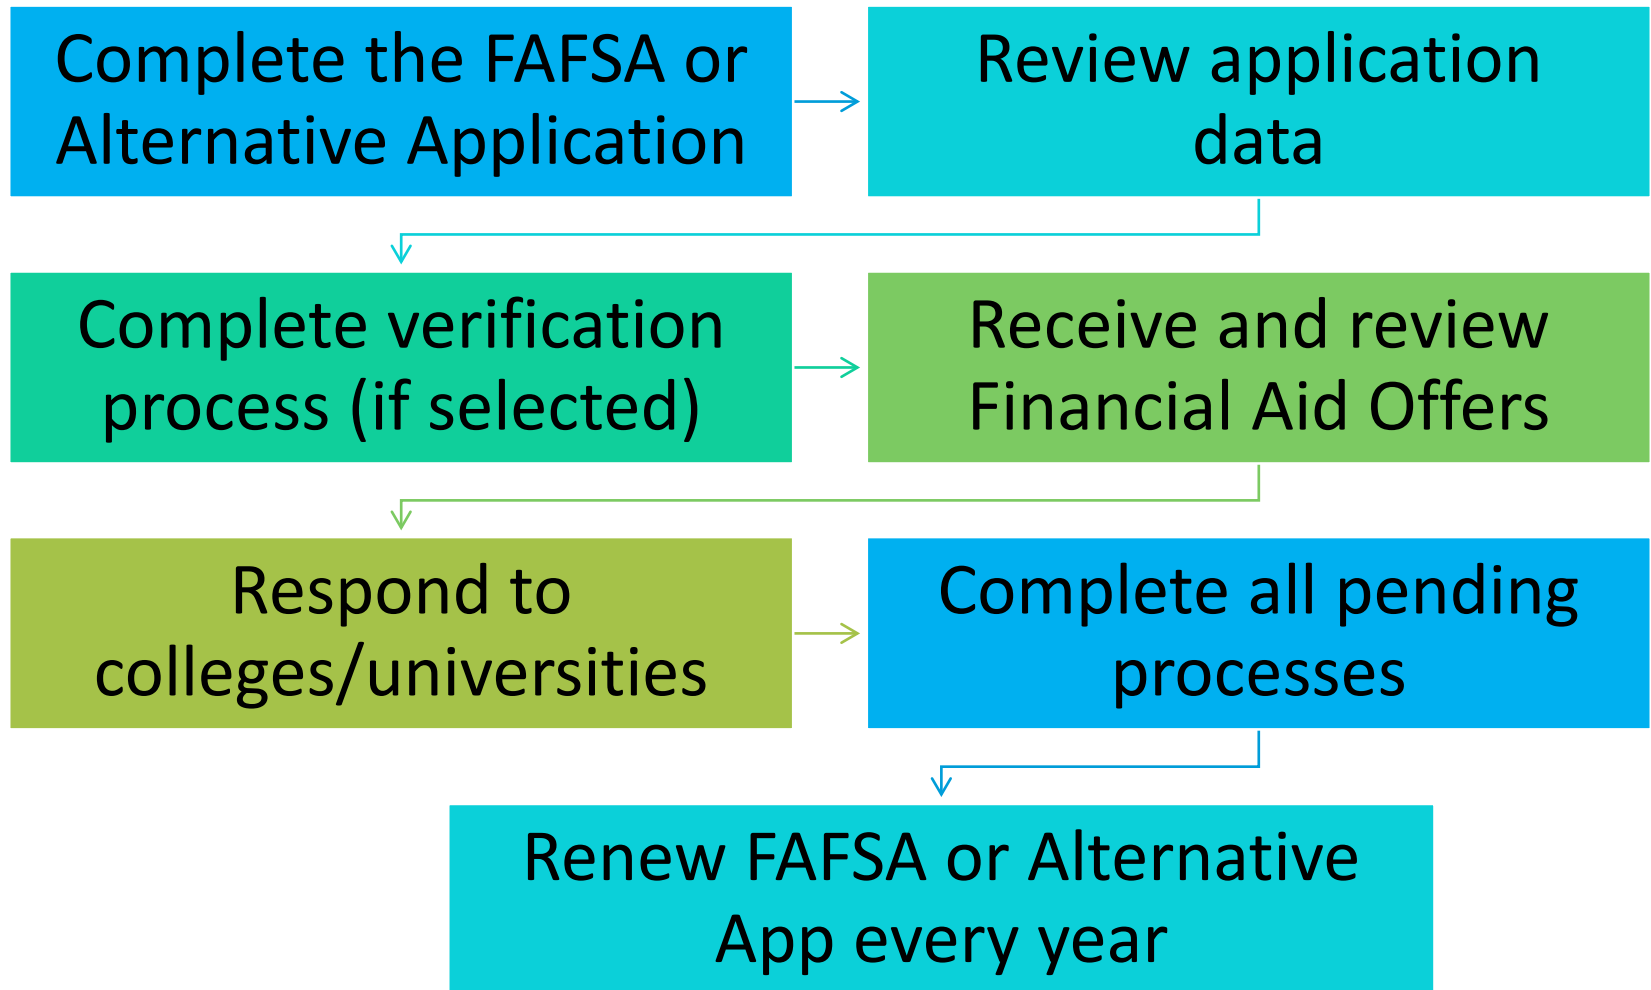 Complete the FAFSA or
Alternative Application
Review application
data
Complete verification
process (if selected)
Receive and review
Financial Aid Offers
Respond to
colleges/universities
Complete all pending
processes
Renew FAFSA or Alternative
App every year